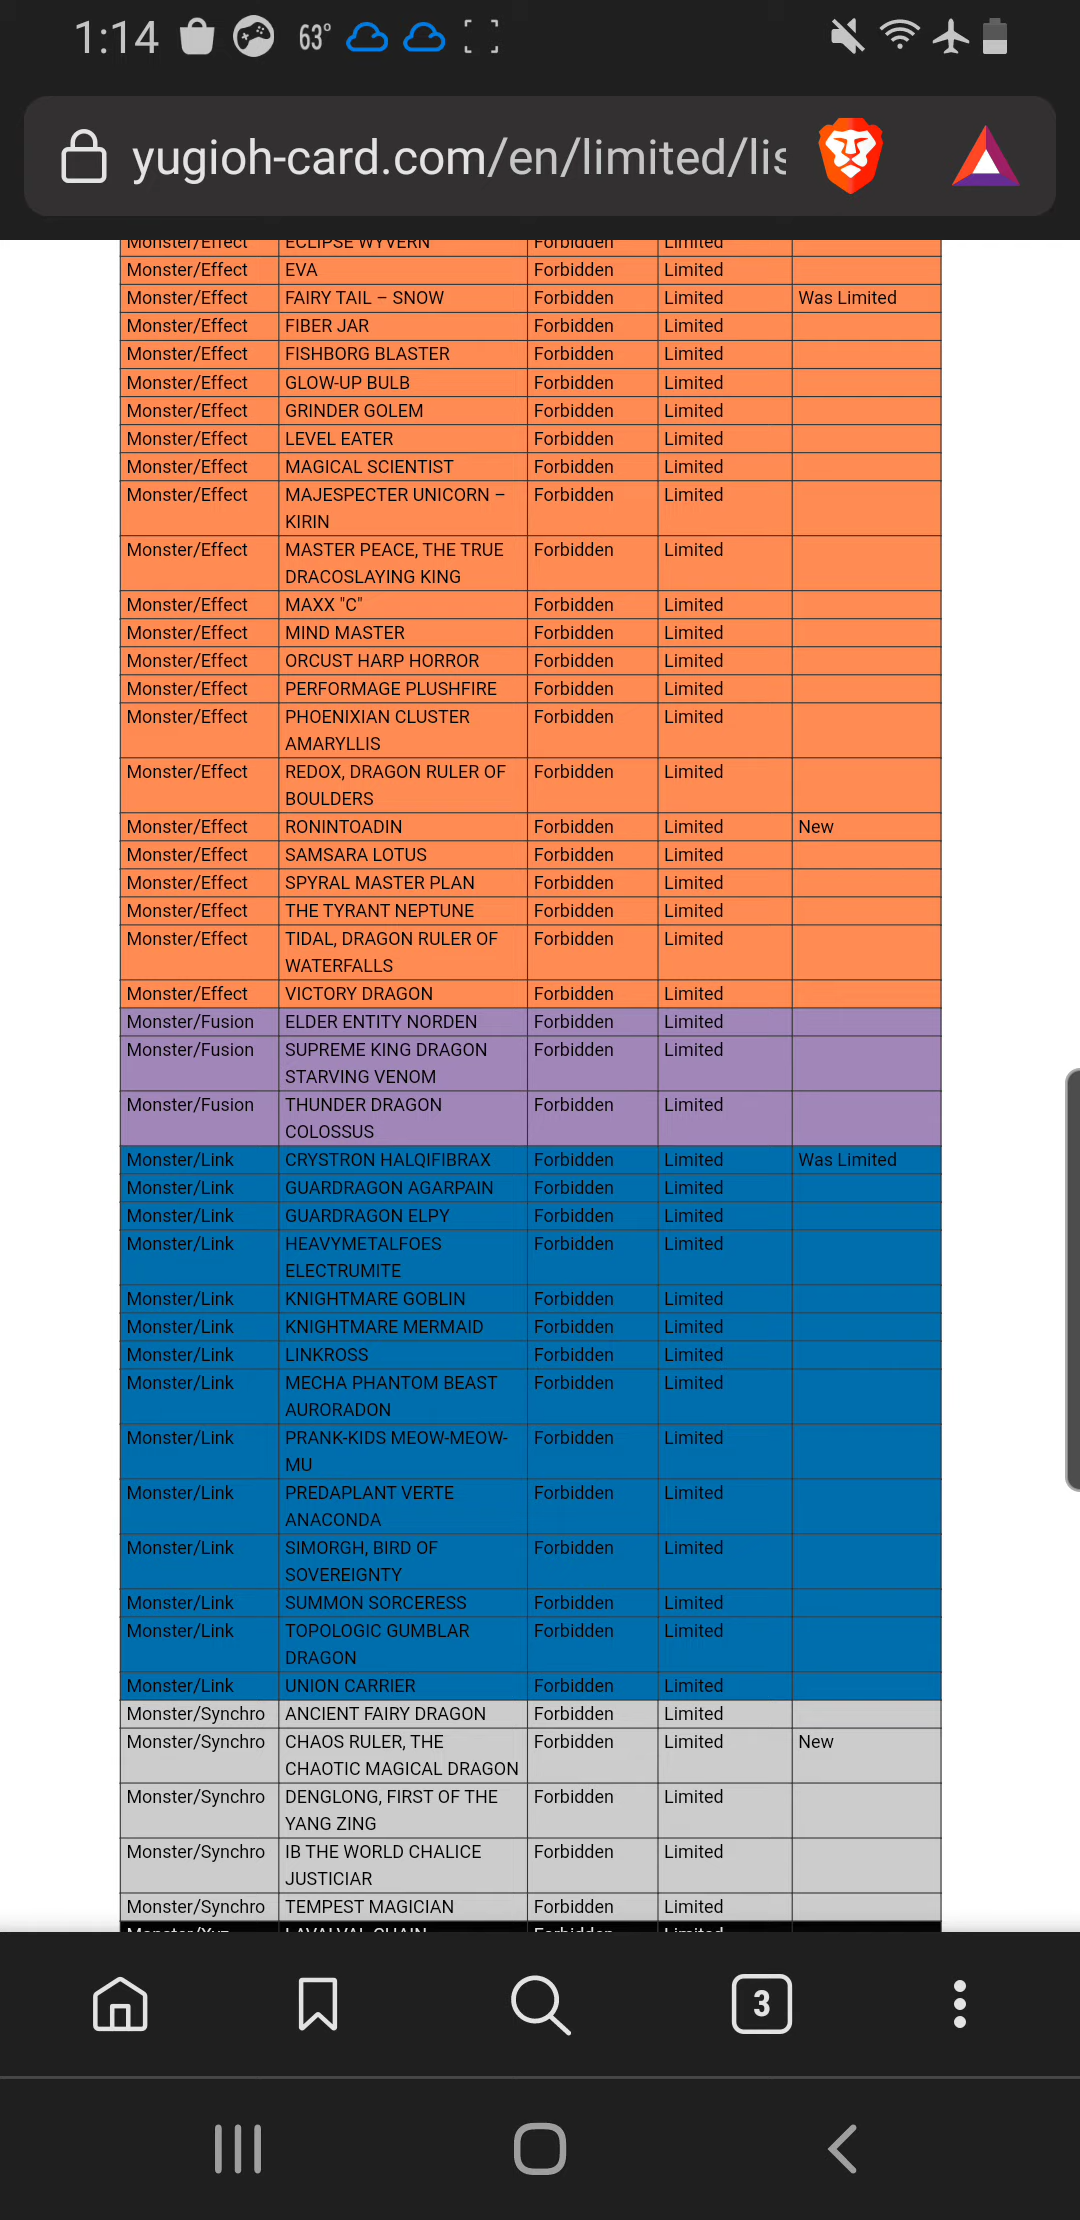 1:14 63°
yugioh-card.com/en/limited/lis
Monster/Effect ECLIPSE WYVERN Forbidden Limited
Monster/Effect EVA Forbidden Limited
Monster/Effect FAIRY TAIL – SNOW Forbidden Limited Was Limited
Monster/Effect FIBER JAR Forbidden Limited
Monster/Effect FISHBORG BLASTER Forbidden Limited
Monster/Effect GLOW-UP BULB Forbidden Limited
Monster/Effect GRINDER GOLEM Forbidden Limited
Monster/Effect LEVEL EATER Forbidden Limited
Monster/Effect MAGICAL SCIENTIST Forbidden Limited
Monster/Effect MAJESPECTER UNICORN – Forbidden Limited
KIRIN
Monster/Effect MASTER PEACE, THE TRUE Forbidden Limited
DRACOSLAYING KING
Monster/Effect MAXX "C" Forbidden Limited
Monster/Effect MIND MASTER Forbidden Limited
Monster/Effect ORCUST HARP HORROR Forbidden Limited
Monster/Effect PERFORMAGE PLUSHFIRE Forbidden Limited
Monster/Effect PHOENIXIAN CLUSTER Forbidden Limited
AMARYLLIS
Monster/Effect REDOX, DRAGON RULER OF Forbidden Limited
BOULDERS
Monster/Effect RONINTOADIN Forbidden Limited New
Monster/Effect SAMSARA LOTUS Forbidden Limited
Monster/Effect SPYRAL MASTER PLAN Forbidden Limited
Monster/Effect THE TYRANT NEPTUNE Forbidden Limited
Monster/Effect TIDAL, DRAGON RULER OF Forbidden Limited
WATERFALLS
Monster/Effect VICTORY DRAGON Forbidden Limited
Monster/Fusion ELDER ENTITY NORDEN Forbidden Limited
Monster/Fusion SUPREME KING DRAGON Forbidden Limited
STARVING VENOM
Monster/Fusion THUNDER DRAGON Forbidden Limited
COLOSSUS
Monster/Link CRYSTRON HALQIFIBRAX Forbidden Limited Was Limited
Monster/Link GUARDRAGON AGARPAIN Forbidden Limited
Monster/Link GUARDRAGON ELPY Forbidden Limited
Monster/Link HEAVYMETALFOES Forbidden Limited
ELECTRUMITE
Monster/Link KNIGHTMARE GOBLIN Forbidden Limited
Monster/Link KNIGHTMARE MERMAID Forbidden Limited
Monster/Link LINKROSS Forbidden Limited
Monster/Link MECHA PHANTOM BEAST Forbidden Limited
AURORADON
Monster/Link PRANK-KIDS MEOW-MEOW- Forbidden Limited
MU
Monster/Link PREDAPLANT VERTE Forbidden Limited
ANACONDA
Monster/Link SIMORGH, BIRD OF Forbidden Limited
SOVEREIGNTY
Monster/Link SUMMON SORCERESS Forbidden Limited
Monster/Link TOPOLOGIC GUMBLAR Forbidden Limited
DRAGON
Monster/Link UNION CARRIER Forbidden Limited
Monster/Synchro ANCIENT FAIRY DRAGON Forbidden Limited
Monster/Synchro CHAOS RULER, THE Forbidden Limited New
CHAOTIC MAGICAL DRAGON
Monster/Synchro DENGLONG, FIRST OF THE Forbidden Limited
YANG ZING
Monster/Synchro IB THE WORLD CHALICE Forbidden Limited
JUSTICIAR
Monster/Synchro TEMPEST MAGICIAN Forbidden Limited
Monster/Xyz LAVALVAL CHAIN Forbidden Limited
3